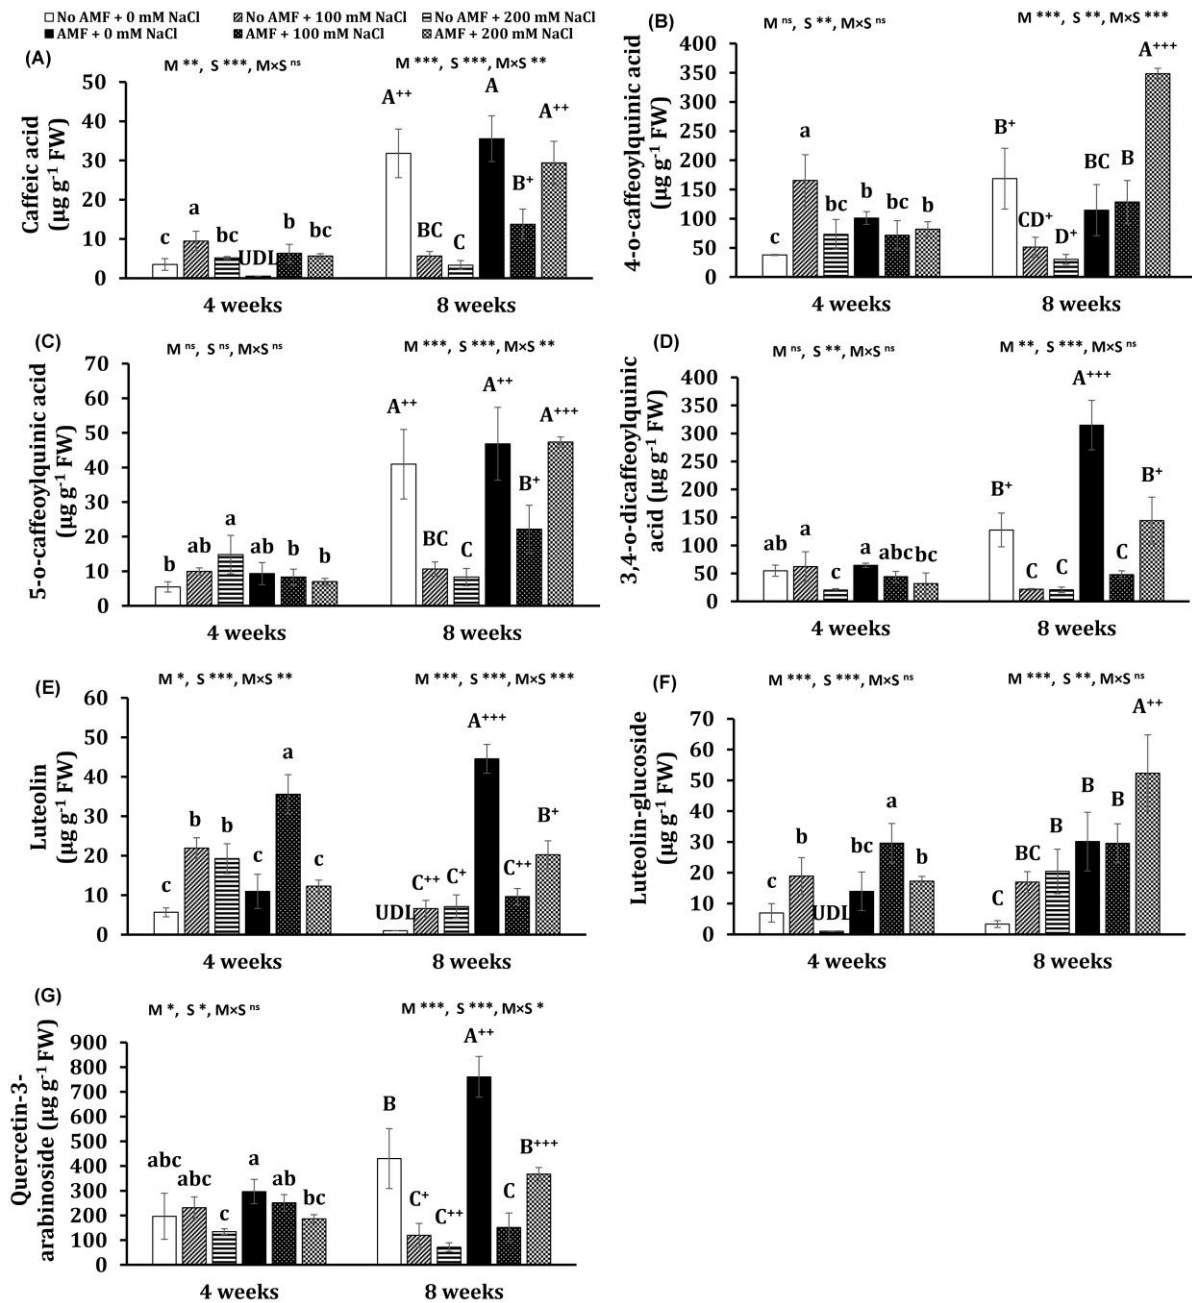 No AMF + 0 mM NaCl No AMF + 100 mM NaCl No AMF + 200 mM NaCl
AMF + 0 mM NaCl AMF + 100 mM NaCl AMF + 200 mM NaCl
(A)
M **, S ***, M×S ns M ***, S ***, M×S **
Caffeic acid
(µg g⁻¹ FW)
50
40
30
20
10
0
c a bc UDL b bc
A⁺⁺ BC C A B⁺ A⁺⁺
4 weeks 8 weeks
(B)
M ns, S **, M×S ns M ***, S **, M×S ***
4-o-caffeoylquinic acid
(µg g⁻¹ FW)
400
350
300
250
200
150
100
50
0
c a bc b bc b
B⁺ CD⁺ D⁺ BC B A⁺⁺⁺
4 weeks 8 weeks
(C)
M ns, S ns, M×S ns M ***, S ***, M×S **
5-o-caffeoylquinic acid
(µg g⁻¹ FW)
70
60
50
40
30
20
10
0
b ab a ab b b
A⁺⁺ BC C A⁺⁺ B⁺ A⁺⁺⁺
4 weeks 8 weeks
(D)
M ns, S **, M×S ns M **, S ***, M×S ns
3,4-o-dicaffeoylquinic
acid (µg g⁻¹ FW)
400
350
300
250
200
150
100
50
0
ab a c a abc bc
B⁺ C C A⁺⁺⁺ C B⁺
4 weeks 8 weeks
(E)
M *, S ***, M×S ** M ***, S ***, M×S ***
Luteolin
(µg g⁻¹ FW)
60
50
40
30
20
10
0
c b b c a c
UDL C⁺⁺ C⁺ A⁺⁺⁺ C⁺⁺ B⁺
4 weeks 8 weeks
(F)
M ***, S ***, M×S ns M ***, S **, M×S ns
Luteolin-glucoside
(µg g⁻¹ FW)
70
60
50
40
30
20
10
0
c b UDL bc a b
C BC B B B A⁺⁺
4 weeks 8 weeks
(G)
M *, S *, M×S ns M ***, S ***, M×S *
Quercetin-3-
arabinoside (µg g⁻¹ FW)
900
800
700
600
500
400
300
200
100
0
abc abc c a ab bc
B C⁺ C⁺⁺ A⁺⁺ C B⁺⁺⁺
4 weeks 8 weeks